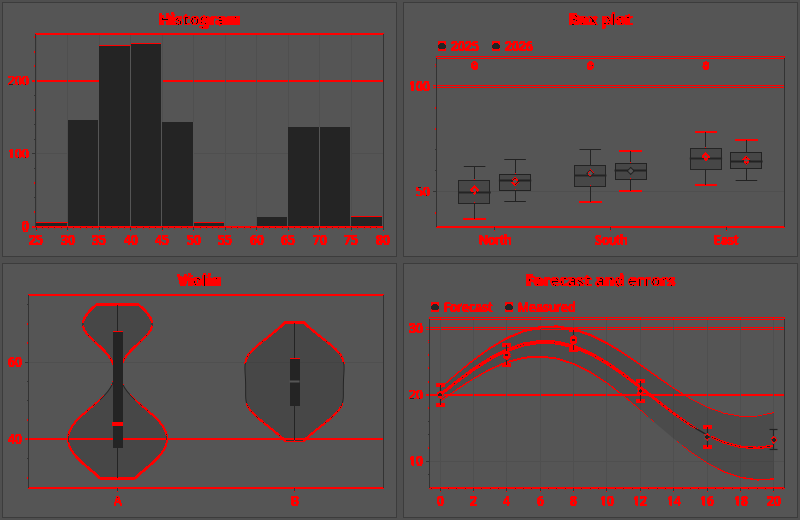 Histogram
200
100
0
25 30 35 40 45 50 55 60 65 70 75 80
Box plot
2025 2026
100
50
North South East
Violin
60
40
A B
Forecast and errors
Forecast Measured
30
20
10
0 2 4 6 8 10 12 14 16 18 20